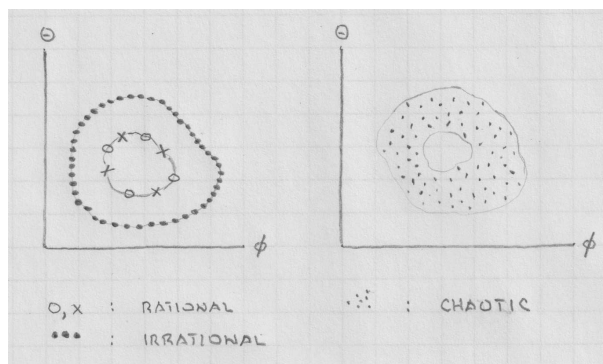 Θ
Θ
φ
φ
o, x : RATIONAL
: IRRATIONAL
: CHAOTIC